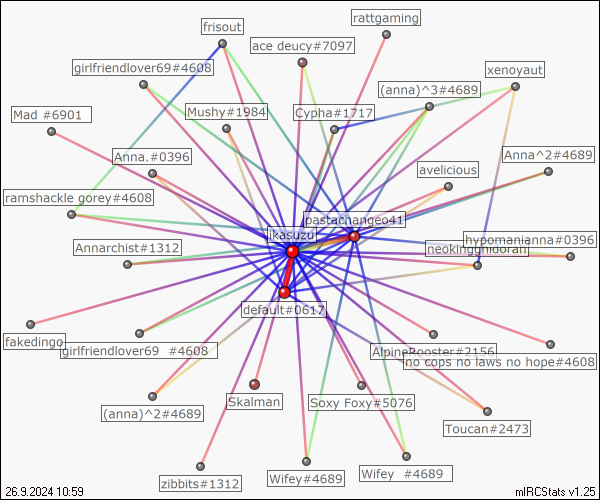 rattgaming
frisout
ace deucy#7097
girlfriendlover69#4608
xenoyaut
(anna)^3#4689
Mad #6901
Mushy#1984
Cypha#1717
Anna.#0396
Anna^2#4689
avelicious
ramshackle gorey#4608
pastachangeo41
ikasuzu
Annarchist#1312
hypomanianna#0396
default#0617
fakedingo
girlfriendlover69 #4608
AlpineRooster#2156
no cops no laws no hope#4608
Skalman
Soxy Foxy#5076
(anna)^2#4689
Toucan#2473
zibbits#1312
Wifey#4689
Wifey #4689
26.9.2024 10:59
mIRCStats v1.25